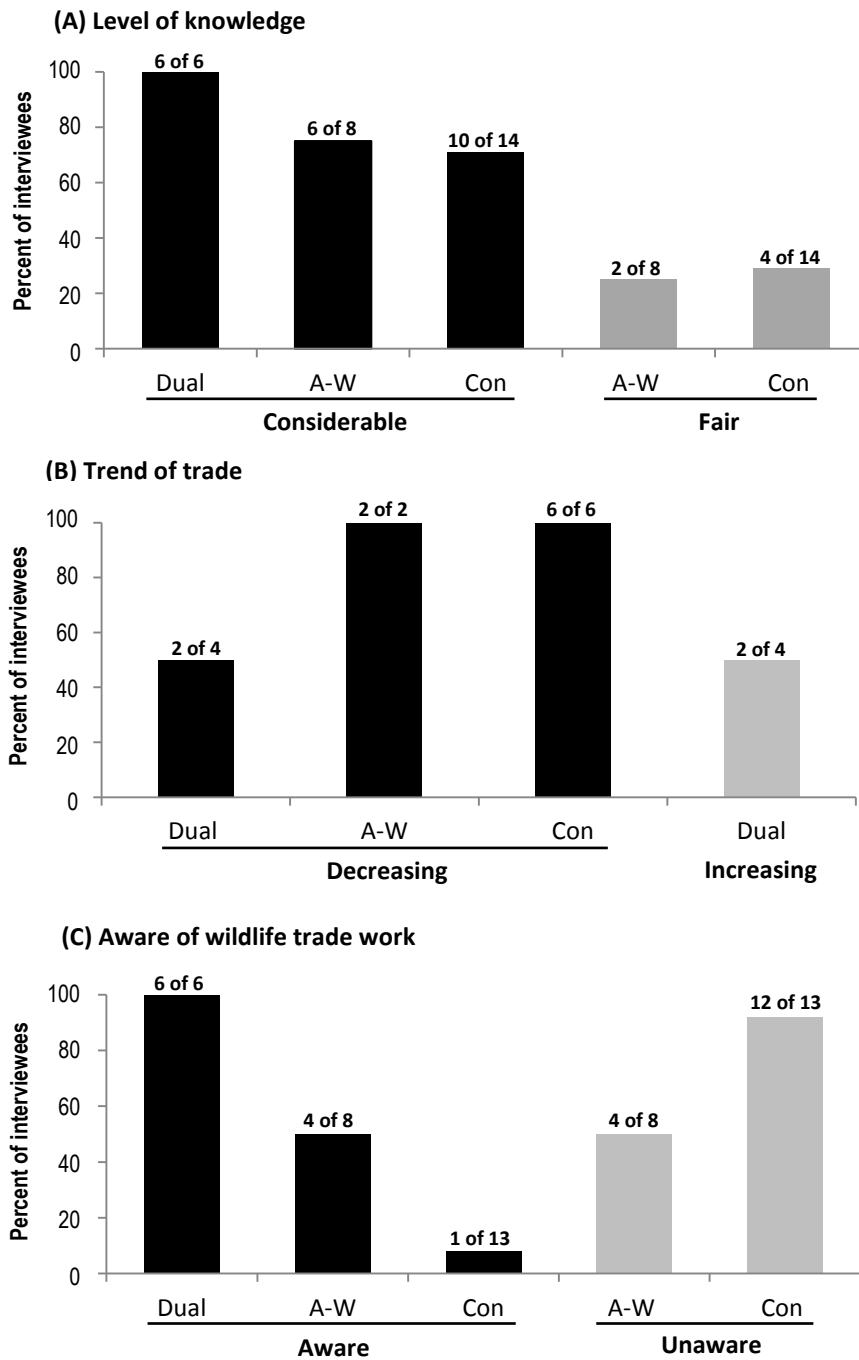 (A) Level of knowledge
Percent of interviewees
100
80
60
40
20
0
6 of 6
6 of 8
10 of 14
2 of 8
4 of 14
Dual A-W Con A-W Con
Considerable Fair
(B) Trend of trade
Percent of interviewees
100
80
60
40
20
0
2 of 4
2 of 2
6 of 6
2 of 4
Dual A-W Con Dual
Decreasing Increasing
(C) Aware of wildlife trade work
Percent of interviewees
100
80
60
40
20
0
6 of 6
4 of 8
1 of 13
4 of 8
12 of 13
Dual A-W Con A-W Con
Aware Unaware